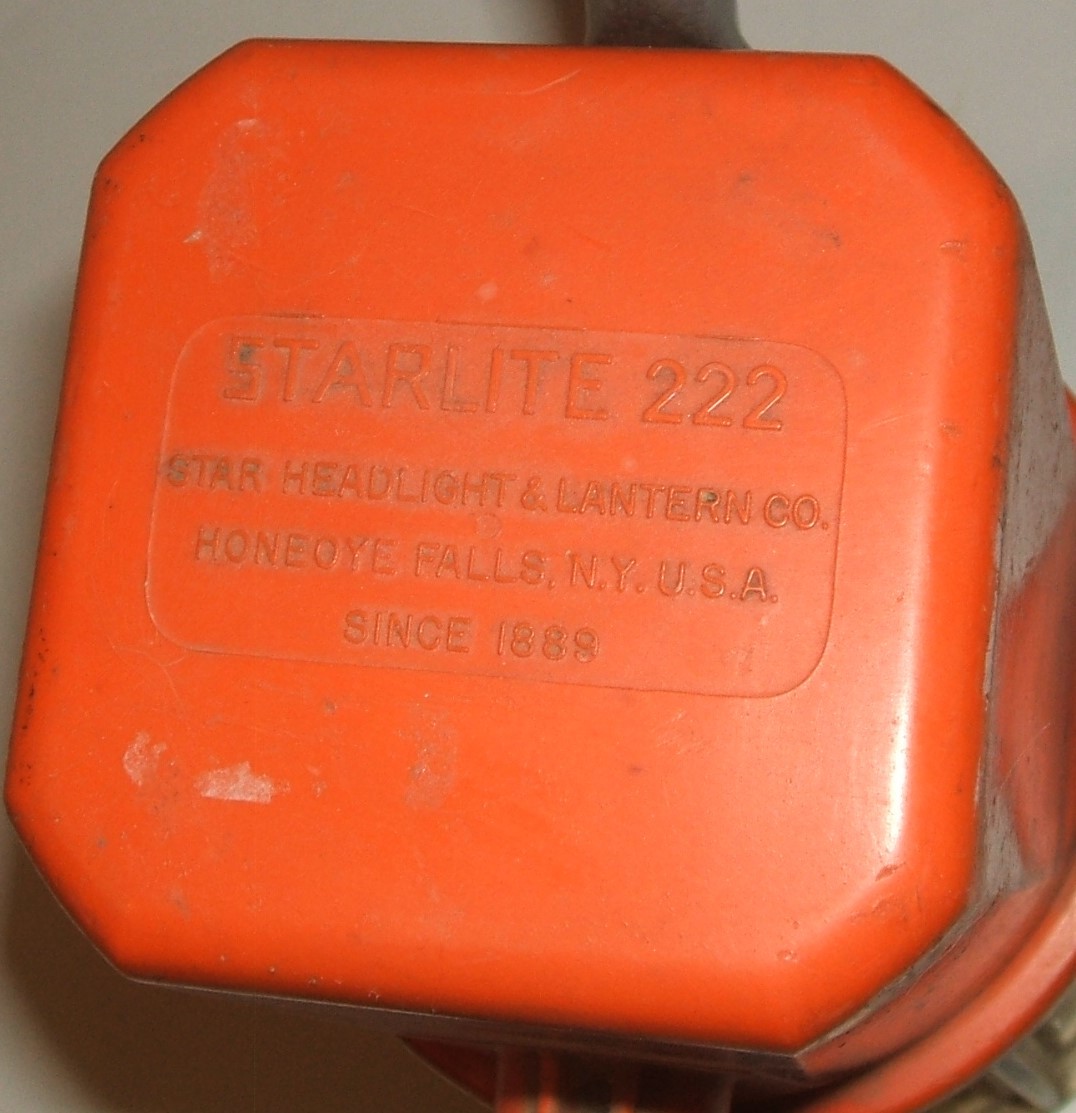 STARLITE 222
STAR HEADLIGHT & LANTERN CO.
HONEOYE FALLS, N.Y. U.S.A.
SINCE 1889